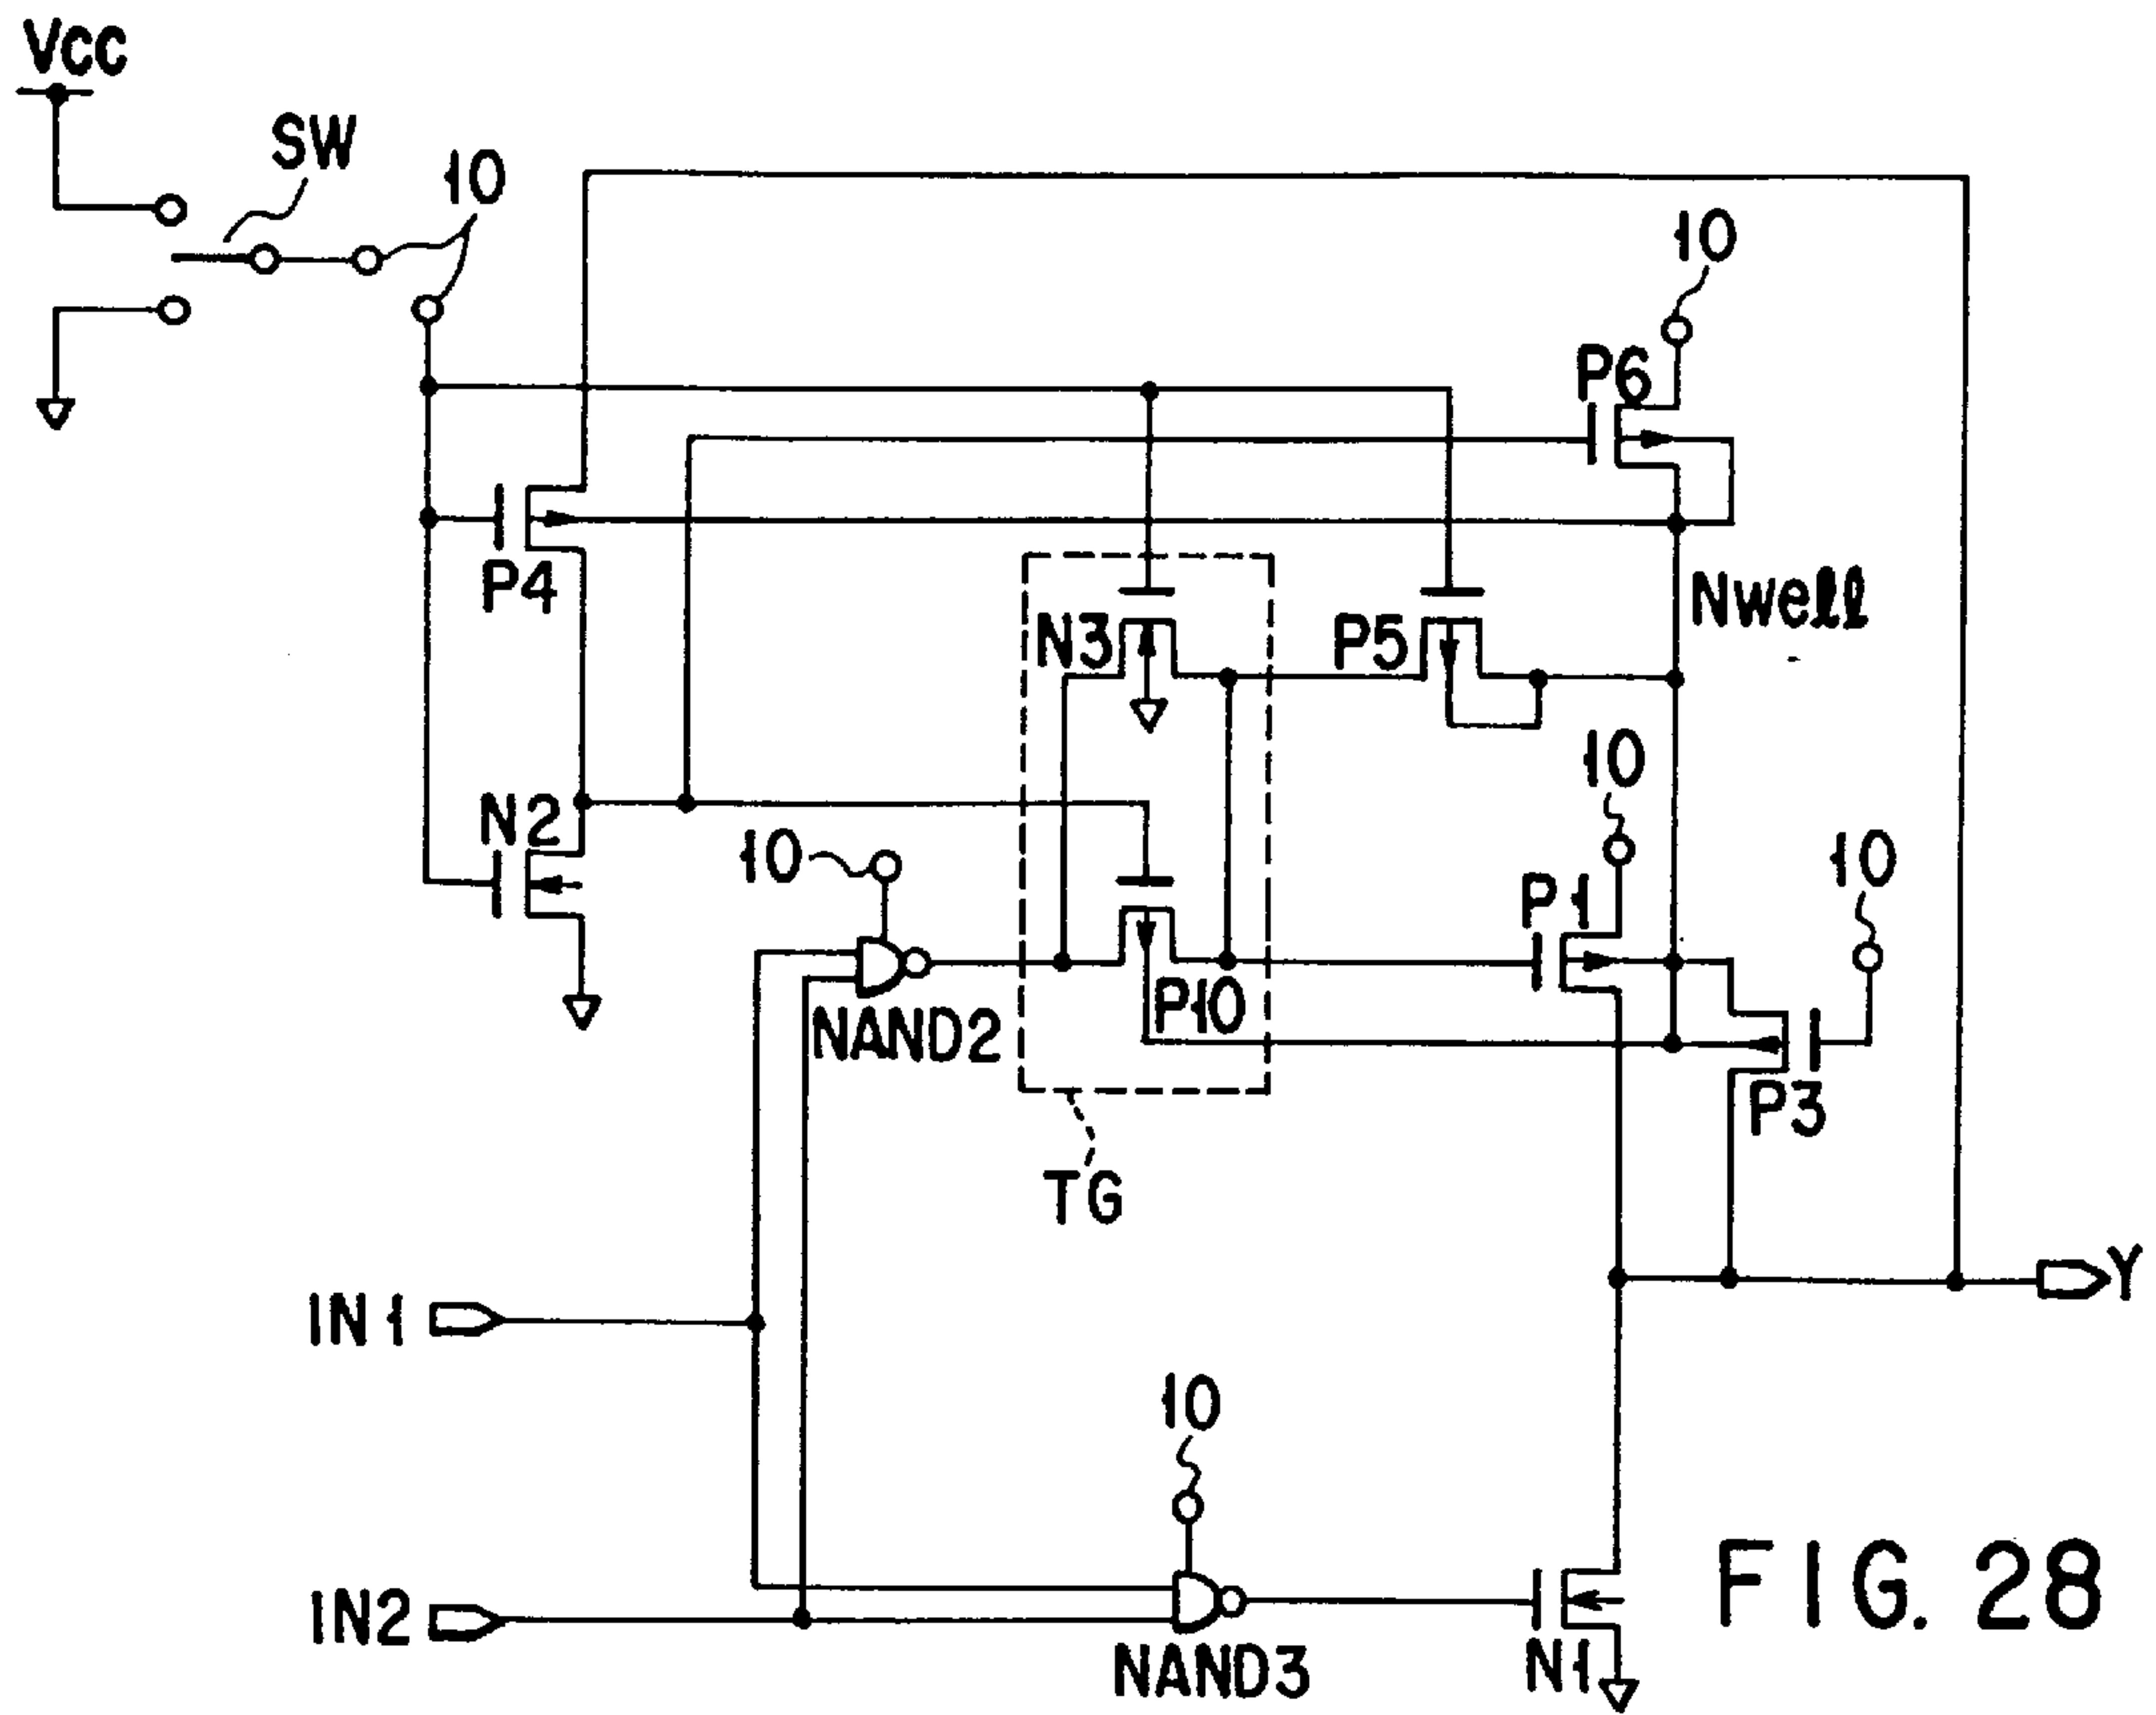 VCC
SW
10
10
P6
P4
N3
P5
Nwell
10
N2
10
10
P1
P10
NAND2
P3
TG
Y
IN1
10
FIG. 28
IN2
NAND3
N1